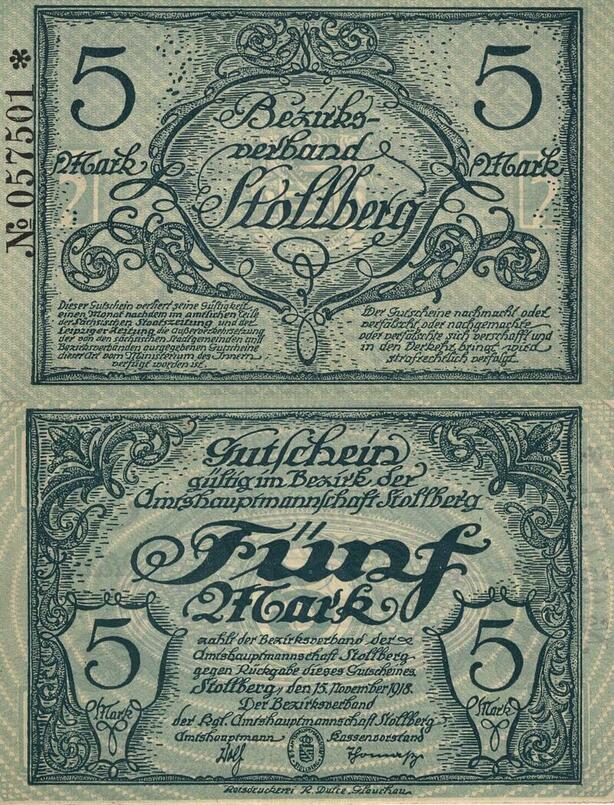 № 057501 *
5 5
Mark Mark
Bezirks-
verband
Stollberg
Dieser Gutschein verliert seine Gültigkeit
einen Monat nachdem im amtlichen Teile
der Sächsischen Staatszeitung und der
Leipziger Zeitung die Außerverkehrsetzung
der von den sächsischen Stadtgemeinden und
Bezirksverbänden ausgegebenen Gutscheine
dieser Art vom Ministerium des Innern
verfügt worden ist.
Wer Gutscheine nachmacht oder
verfälscht, oder nachgemachte
oder verfälschte sich verschafft und
in den Verkehr bringt, wird
strafrechtlich verfolgt.
Gutschein
gültig im Bezirk der
Amtshauptmannschaft Stollberg
Fünf
Mark
5 5
Mark Mark
zahlt der Bezirksverband der
Amtshauptmannschaft Stollberg
gegen Rückgabe dieses Gutscheines
Stollberg, den 15. November 1918.
Der Bezirksverband
der Kgl. Amtshauptmannschaft Stollberg
Amtshauptmann Kassenvorstand
Ratsdruckerei R. Dulce, Glauchau